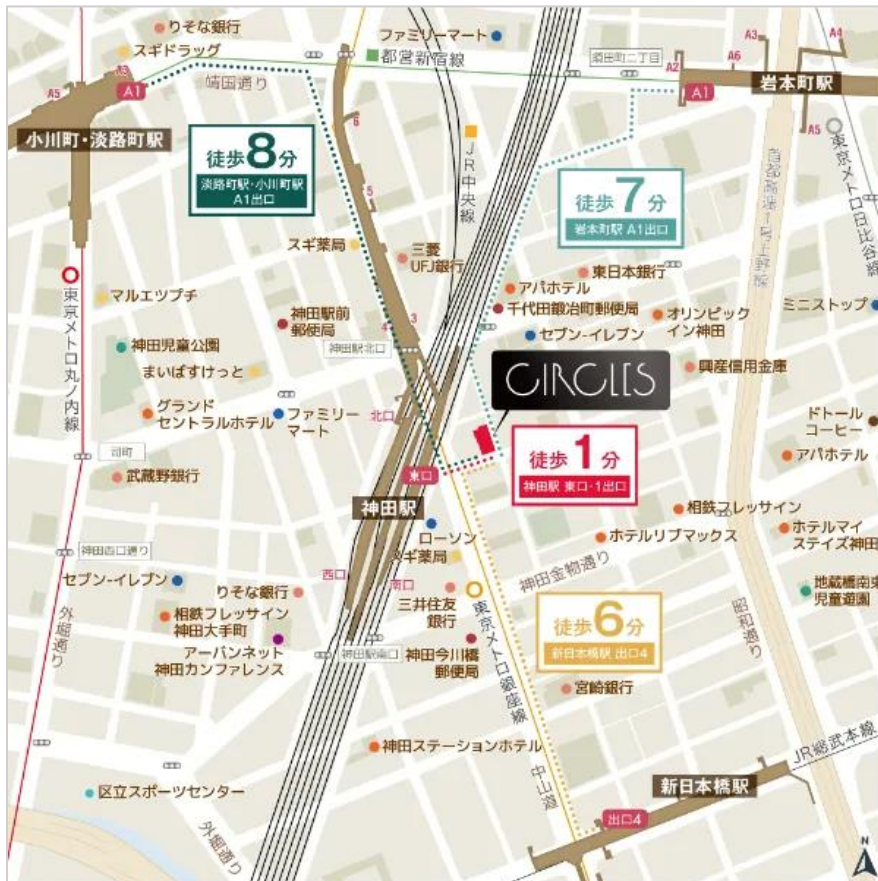 りそな銀行
スギドラッグ
ファミリーマート
都営新宿線
須田町二丁目
A3
A4
A6
A2
A1
岩本町駅
A5
A3
A5
A1
靖国通り
小川町・淡路町駅
徒歩8分
淡路町駅・小川町駅
A1出口
6
5
JR中央線
徒歩7分
岩本町駅 A1出口
首都高速1号上野線
東京メトロ日比谷線
スギ薬局
三菱
UFJ銀行
東日本銀行
アパホテル
千代田鍛冶町郵便局
オリンピック
イン神田
ミニストップ
セブン-イレブン
興産信用金庫
東京メトロ丸ノ内線
マルエツプチ
神田駅前
郵便局
4
3
神田駅北口
神田児童公園
まいばすけっと
グランド
セントラルホテル
ファミリー
マート
北口
CIRCLES
徒歩1分
神田駅 東口・1出口
ドトール
コーヒー
アパホテル
司町
武蔵野銀行
東口
神田駅
ローソン
スギ薬局
相鉄フレッサイン
ホテルリブマックス
ホテルマイ
ステイズ神田
神田金物通り
神田西口通り
セブン-イレブン
西口
南口
りそな銀行
三井住友
銀行
相鉄フレッサイン
神田大手町
アーバンネット
神田カンファレンス
神田駅南口
神田今川橋
郵便局
東京メトロ銀座線
徒歩6分
新日本橋駅 出口4
昭和通り
地蔵橋南東
児童遊園
外堀通り
宮崎銀行
神田ステーションホテル
中山道
JR総武本線
新日本橋駅
区立スポーツセンター
外堀通り
出口4
N